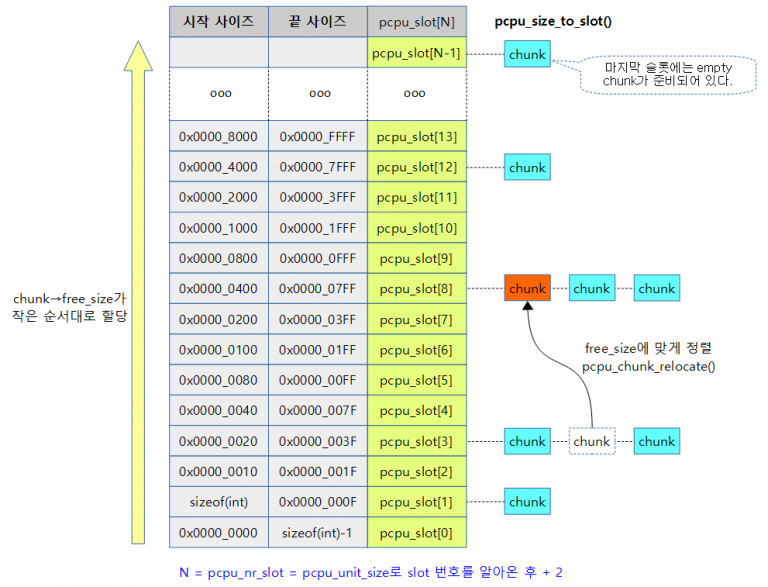 시작 사이즈 끝 사이즈 pcpu_slot[N] pcpu_size_to_slot()
pcpu_slot[N-1] chunk
마지막 슬롯에는 empty
chunk가 준비되어 있다.
ooo ooo ooo
0x0000_8000 0x0000_FFFF pcpu_slot[13]
0x0000_4000 0x0000_7FFF pcpu_slot[12] chunk
0x0000_2000 0x0000_3FFF pcpu_slot[11]
0x0000_1000 0x0000_1FFF pcpu_slot[10]
0x0000_0800 0x0000_0FFF pcpu_slot[9]
0x0000_0400 0x0000_07FF pcpu_slot[8] chunk chunk chunk
chunk→free_size가
작은 순서대로 할당
0x0000_0200 0x0000_03FF pcpu_slot[7]
0x0000_0100 0x0000_01FF pcpu_slot[6]
free_size에 맞게 정렬
pcpu_chunk_relocate()
0x0000_0080 0x0000_00FF pcpu_slot[5]
0x0000_0040 0x0000_007F pcpu_slot[4]
0x0000_0020 0x0000_003F pcpu_slot[3] chunk chunk chunk
0x0000_0010 0x0000_001F pcpu_slot[2]
sizeof(int) 0x0000_000F pcpu_slot[1] chunk
0x0000_0000 sizeof(int)-1 pcpu_slot[0]
N = pcpu_nr_slot = pcpu_unit_size로 slot 번호를 알아온 후 + 2